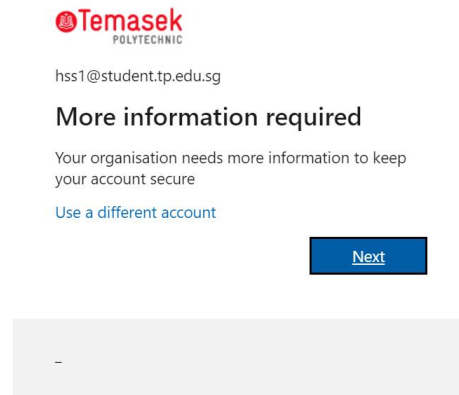 Temasek
POLYTECHNIC
hss1@student.tp.edu.sg
More information required
Your organisation needs more information to keep
your account secure
Use a different account
Next